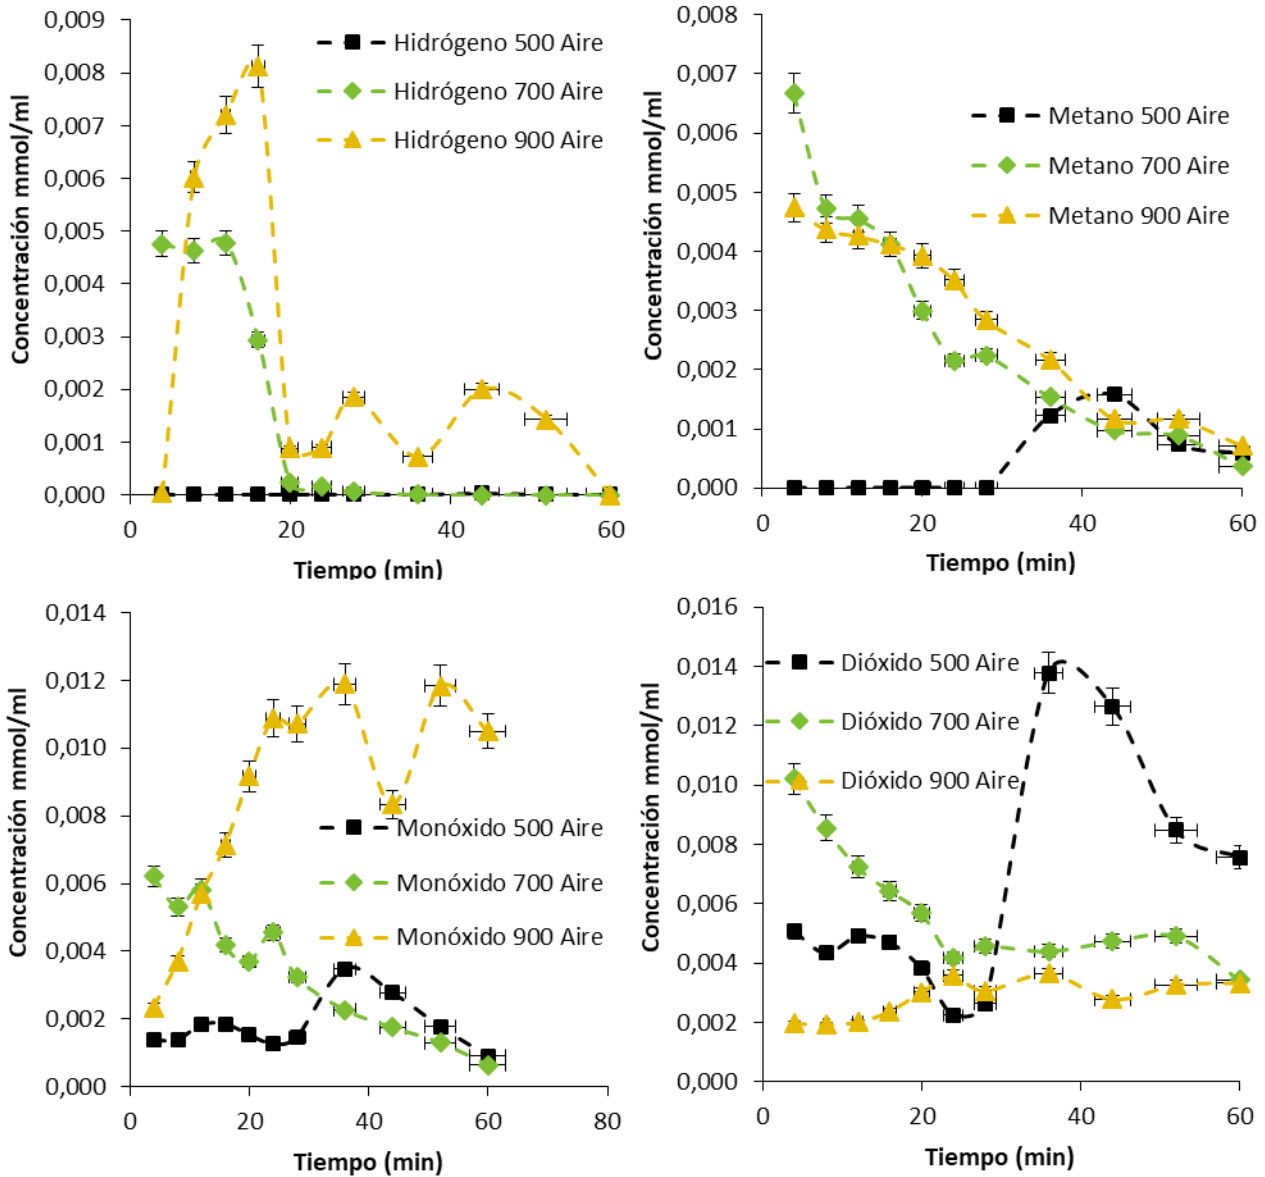 0,009
0,008
0,007
0,006
0,005
0,004
0,003
0,002
0,001
0,000
Concentración mmol/ml
Hidrógeno 500 Aire
Hidrógeno 700 Aire
Hidrógeno 900 Aire
0 20 40 60
Tiempo (min)
0,008
0,007
0,006
0,005
0,004
0,003
0,002
0,001
0,000
Concentración mmol/ml
Metano 500 Aire
Metano 700 Aire
Metano 900 Aire
0 20 40 60
Tiempo (min)
0,014
0,012
0,010
0,008
0,006
0,004
0,002
0,000
Concentración mmol/ml
Monóxido 500 Aire
Monóxido 700 Aire
Monóxido 900 Aire
0 20 40 60 80
Tiempo (min)
0,016
0,014
0,012
0,010
0,008
0,006
0,004
0,002
0,000
Concentración mmol/ml
Dióxido 500 Aire
Dióxido 700 Aire
Dióxido 900 Aire
0 20 40 60
Tiempo (min)